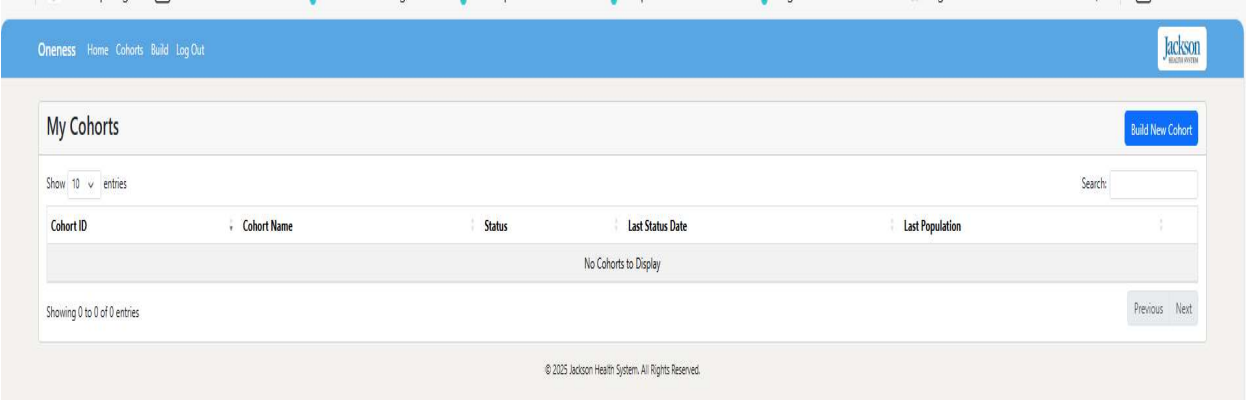 Oneness Home Cohorts Build Log Out
Jackson
HEALTH SYSTEM
My Cohorts
Build New Cohort
Show 10 entries
Search:
Cohort ID Cohort Name Status Last Status Date Last Population
No Cohorts to Display
Showing 0 to 0 of 0 entries
Previous Next
© 2025 Jackson Health System. All Rights Reserved.